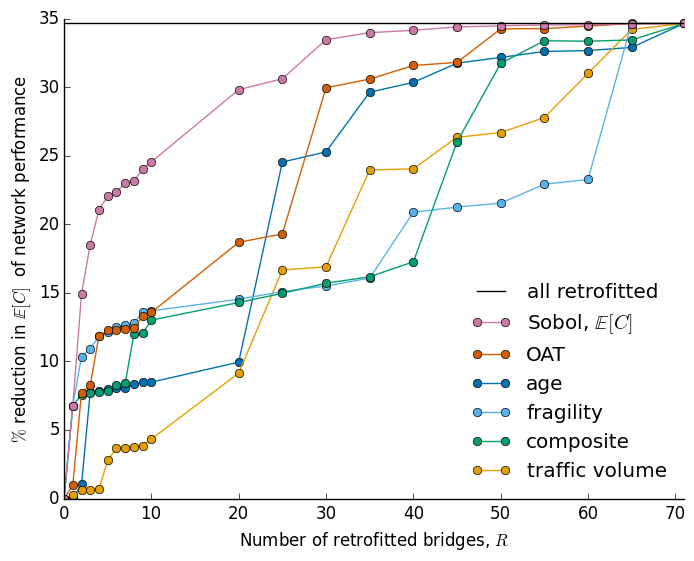 35
30
25
20
15
10
5
0
0 10 20 30 40 50 60 70
% reduction in 𝔼[C] of network performance
Number of retrofitted bridges, R
all retrofitted
Sobol, 𝔼[C]
OAT
age
fragility
composite
traffic volume